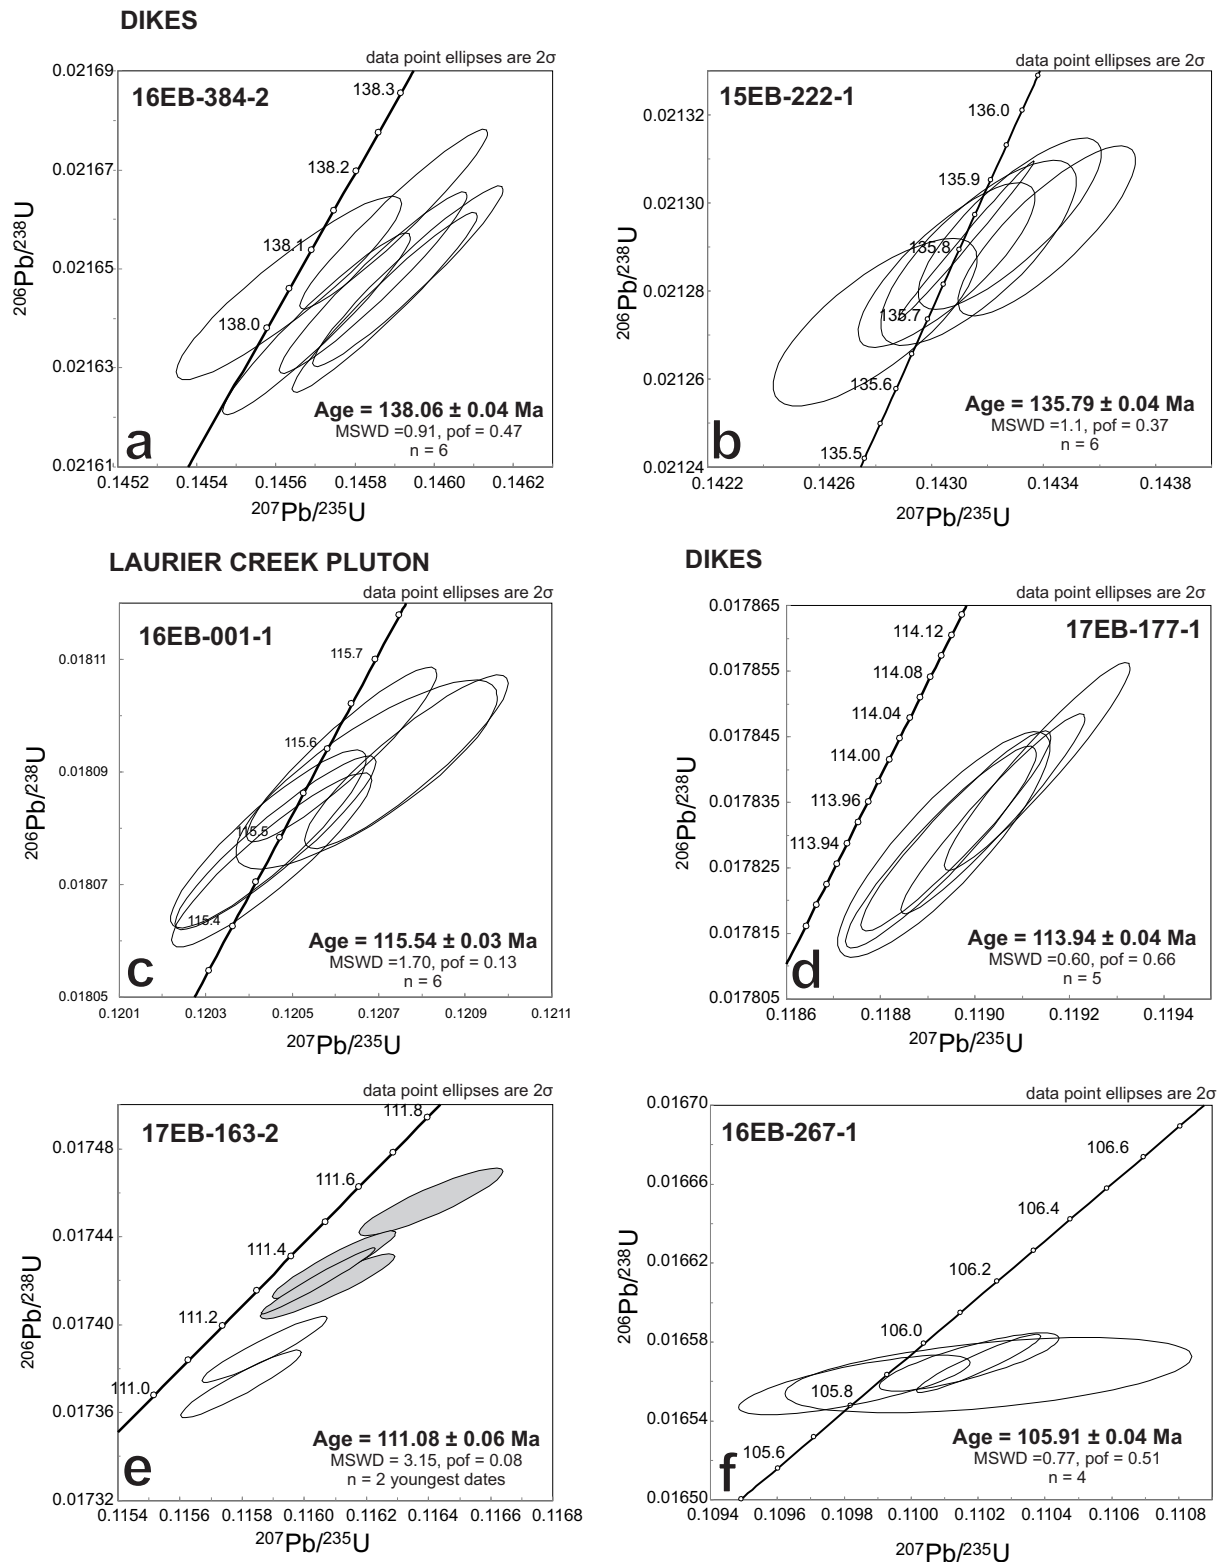 DIKES
data point ellipses are 2σ
16EB-384-2
0.02169
0.02167
0.02165
0.02163
0.02161
206Pb/238U
138.3
138.2
138.1
138.0
Age = 138.06 ± 0.04 Ma
MSWD =0.91, pof = 0.47
n = 6
a
0.1452 0.1454 0.1456 0.1458 0.1460 0.1462
207Pb/235U
data point ellipses are 2σ
15EB-222-1
0.02132
0.02130
0.02128
0.02126
0.02124
206Pb/238U
136.0
135.9
135.8
135.7
135.6
135.5
Age = 135.79 ± 0.04 Ma
MSWD =1.1, pof = 0.37
n = 6
b
0.1422 0.1426 0.1430 0.1434 0.1438
207Pb/235U
LAURIER CREEK PLUTON
data point ellipses are 2σ
16EB-001-1
0.01811
0.01809
0.01807
0.01805
206Pb/238U
115.7
115.6
115.5
115.4
Age = 115.54 ± 0.03 Ma
MSWD =1.70, pof = 0.13
n = 6
c
0.1201 0.1203 0.1205 0.1207 0.1209 0.1211
207Pb/235U
DIKES
data point ellipses are 2σ
17EB-177-1
0.017865
0.017855
0.017845
0.017835
0.017825
0.017815
0.017805
206Pb/238U
114.12
114.08
114.04
114.00
113.96
113.94
Age = 113.94 ± 0.04 Ma
MSWD =0.60, pof = 0.66
n = 5
d
0.1186 0.1188 0.1190 0.1192 0.1194
207Pb/235U
data point ellipses are 2σ
17EB-163-2
0.01748
0.01744
0.01740
0.01736
0.01732
206Pb/238U
111.8
111.6
111.4
111.2
111.0
Age = 111.08 ± 0.06 Ma
MSWD = 3.15, pof = 0.08
n = 2 youngest dates
e
0.1154 0.1156 0.1158 0.1160 0.1162 0.1164 0.1166 0.1168
207Pb/235U
data point ellipses are 2σ
16EB-267-1
0.01670
0.01666
0.01662
0.01658
0.01654
0.01650
206Pb/238U
106.6
106.4
106.2
106.0
105.8
105.6
Age = 105.91 ± 0.04 Ma
MSWD =0.77, pof = 0.51
n = 4
f
0.1094 0.1096 0.1098 0.1100 0.1102 0.1104 0.1106 0.1108
207Pb/235U